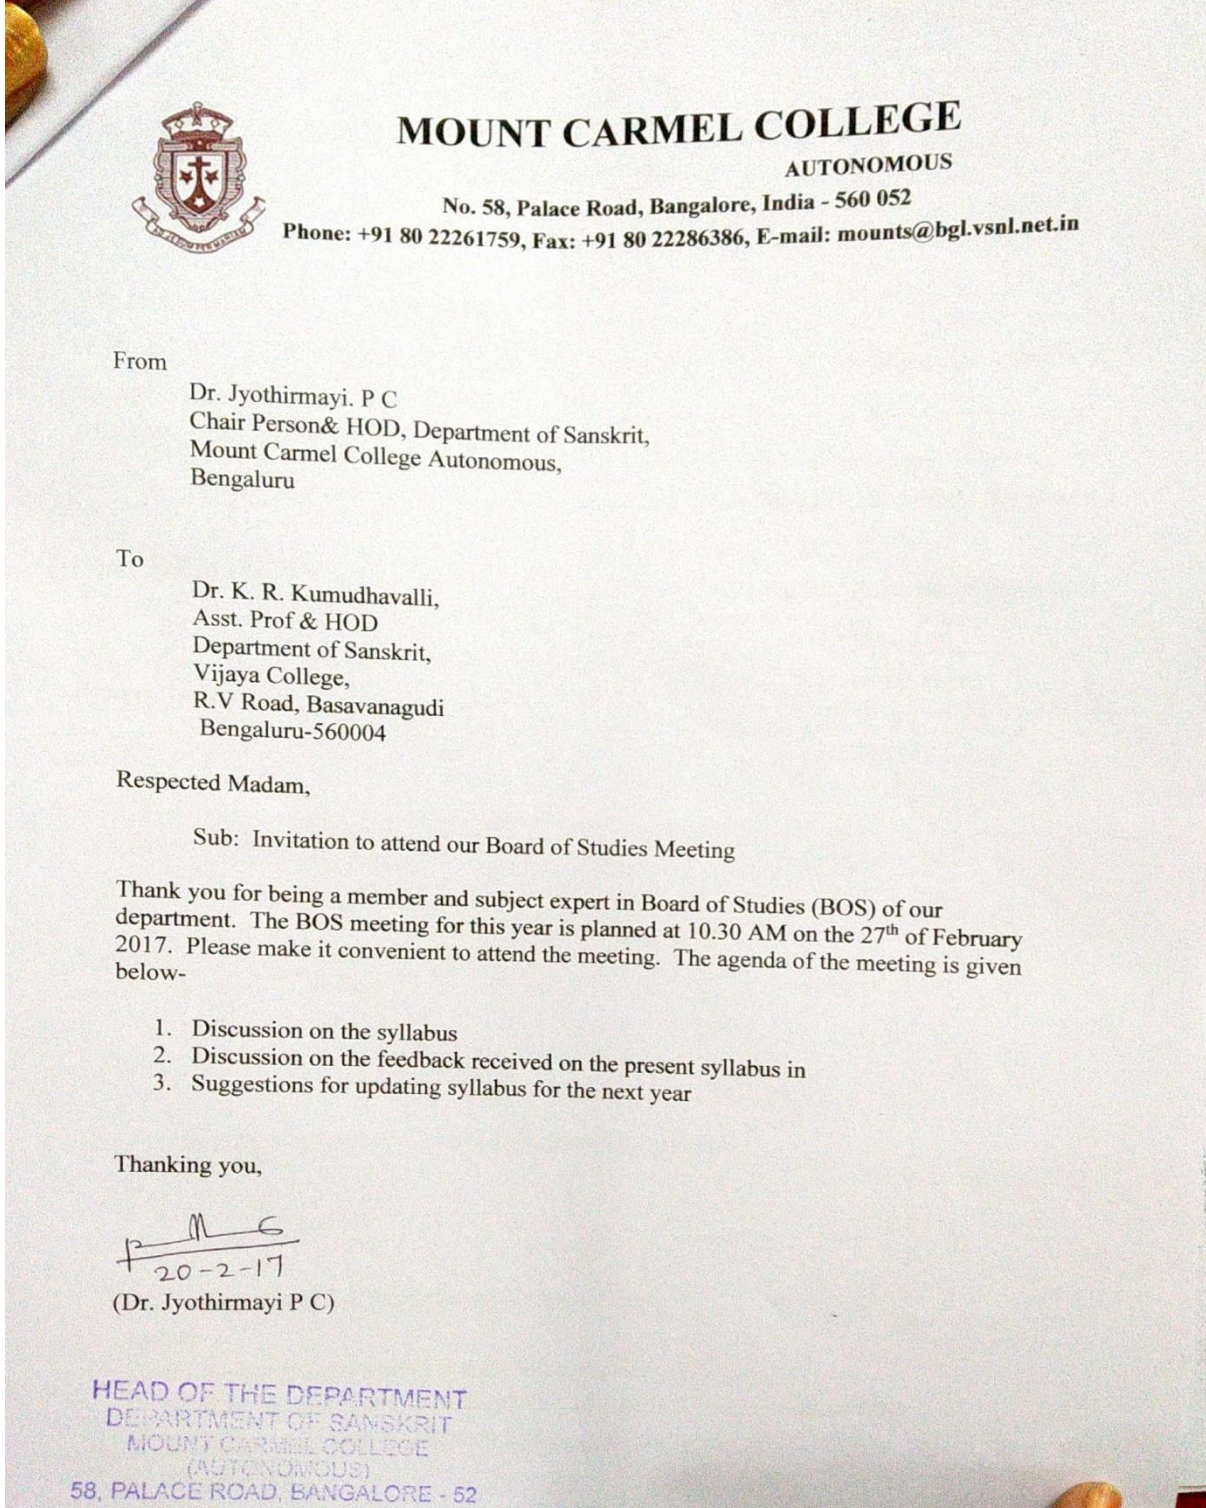 MOUNT CARMEL COLLEGE
AUTONOMOUS
No. 58, Palace Road, Bangalore, India - 560 052
Phone: +91 80 22261759, Fax: +91 80 22286386, E-mail: mounts@bgl.vsnl.net.in
From
Dr. Jyothirmayi. P C
Chair Person& HOD, Department of Sanskrit,
Mount Carmel College Autonomous,
Bengaluru
To
Dr. K. R. Kumudhavalli,
Asst. Prof & HOD
Department of Sanskrit,
Vijaya College,
R.V Road, Basavanagudi
Bengaluru-560004
Respected Madam,
Sub: Invitation to attend our Board of Studies Meeting
Thank you for being a member and subject expert in Board of Studies (BOS) of our
department. The BOS meeting for this year is planned at 10.30 AM on the 27th of February
2017. Please make it convenient to attend the meeting. The agenda of the meeting is given
below-
1. Discussion on the syllabus
2. Discussion on the feedback received on the present syllabus in
3. Suggestions for updating syllabus for the next year
Thanking you,
20-2-17
(Dr. Jyothirmayi P C)
HEAD OF THE DEPARTMENT
DEPARTMENT OF SANSKRIT
MOUNT CARMEL COLLEGE
(AUTONOMOUS)
58, PALACE ROAD, BANGALORE - 52